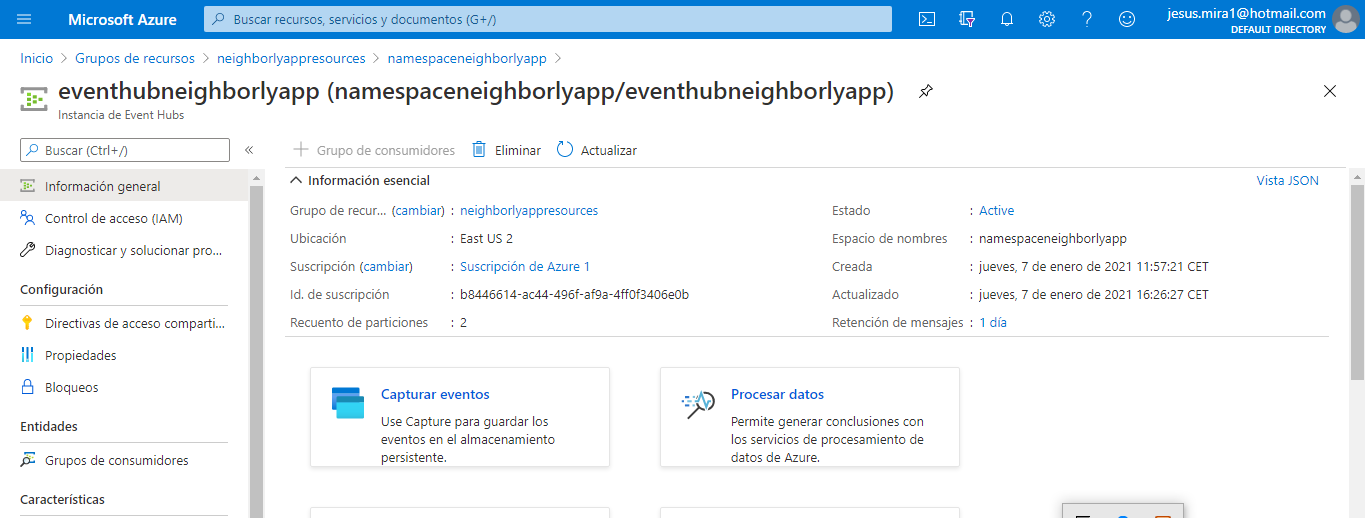 Microsoft Azure
Buscar recursos, servicios y documentos (G+/)
jesus.mira1@hotmail.com
DEFAULT DIRECTORY
Inicio > Grupos de recursos > neighborlyappresources > namespaceneighborlyapp >
eventhubneighborlyapp (namespaceneighborlyapp/eventhubneighborlyapp)
Instancia de Event Hubs
Buscar (Ctrl+/)
«
Información general
Control de acceso (IAM)
Diagnosticar y solucionar pro...
Configuración
Directivas de acceso comparti...
Propiedades
Bloqueos
Entidades
Grupos de consumidores
Características
Grupo de consumidores
Eliminar
Actualizar
Información esencial
Vista JSON
Grupo de recur... (cambiar) : neighborlyappresources
Ubicación : East US 2
Suscripción (cambiar) : Suscripción de Azure 1
Id. de suscripción : b8446614-ac44-496f-af9a-4ff0f3406e0b
Recuento de particiones : 2
Estado : Active
Espacio de nombres : namespaceneighborlyapp
Creada : jueves, 7 de enero de 2021 11:57:21 CET
Actualizado : jueves, 7 de enero de 2021 16:26:27 CET
Retención de mensajes : 1 día
Capturar eventos
Use Capture para guardar los
eventos en el almacenamiento
persistente.
Procesar datos
Permite generar conclusiones con
los servicios de procesamiento de
datos de Azure.